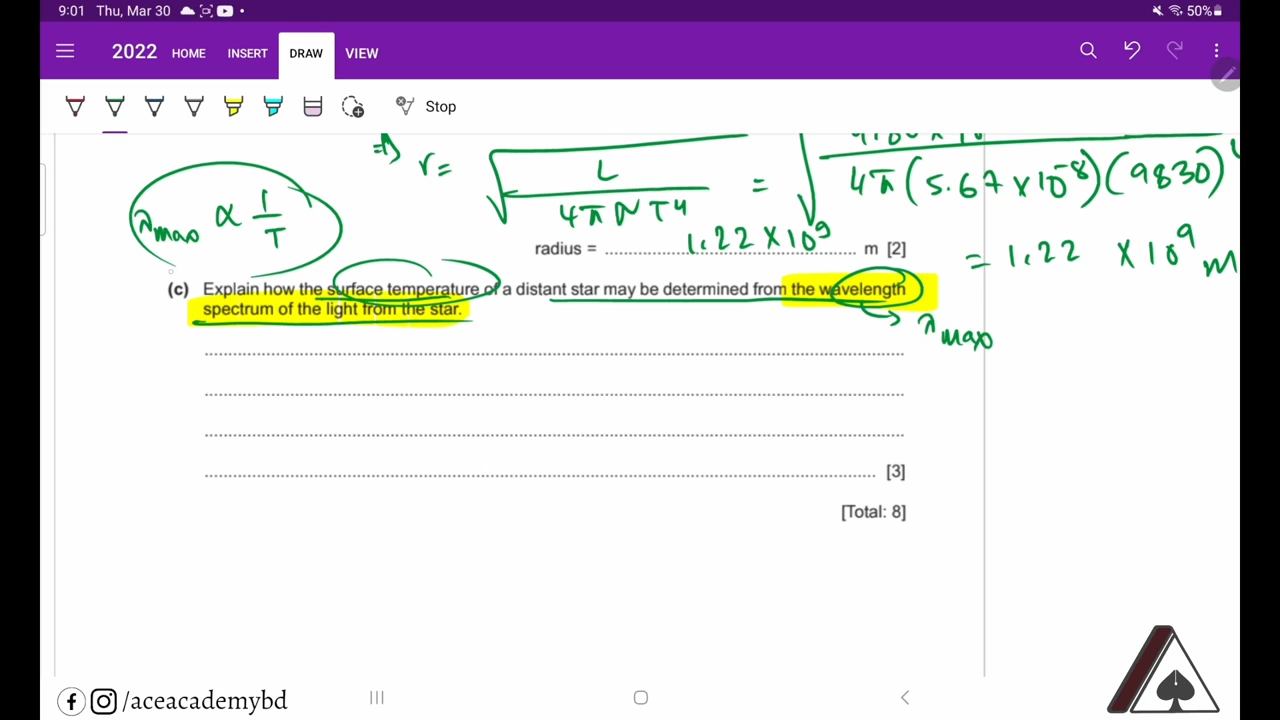 9:01 Thu, Mar 30 50%
2022 HOME INSERT DRAW VIEW
Stop
r = √ L / 4πσT⁴ = √ / 4π(5.67 × 10⁻⁸)(9830)
λmax ∝ 1/T
radius = 1.22 × 10⁹ m [2]
= 1.22 × 10⁹ m
(c) Explain how the surface temperature of a distant star may be determined from the wavelength
spectrum of the light from the star.
λmax
[3]
[Total: 8]
/aceacademybd